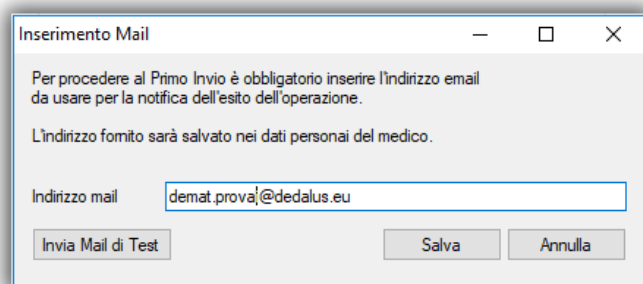 Inserimento Mail
Per procedere al Primo Invio è obbligatorio inserire l'indirizzo email
da usare per la notifica dell'esito dell'operazione.
L'indirizzo fornito sarà salvato nei dati personai del medico.
Indirizzo mail
demat.prova@dedalus.eu
Invia Mail di Test
Salva
Annulla